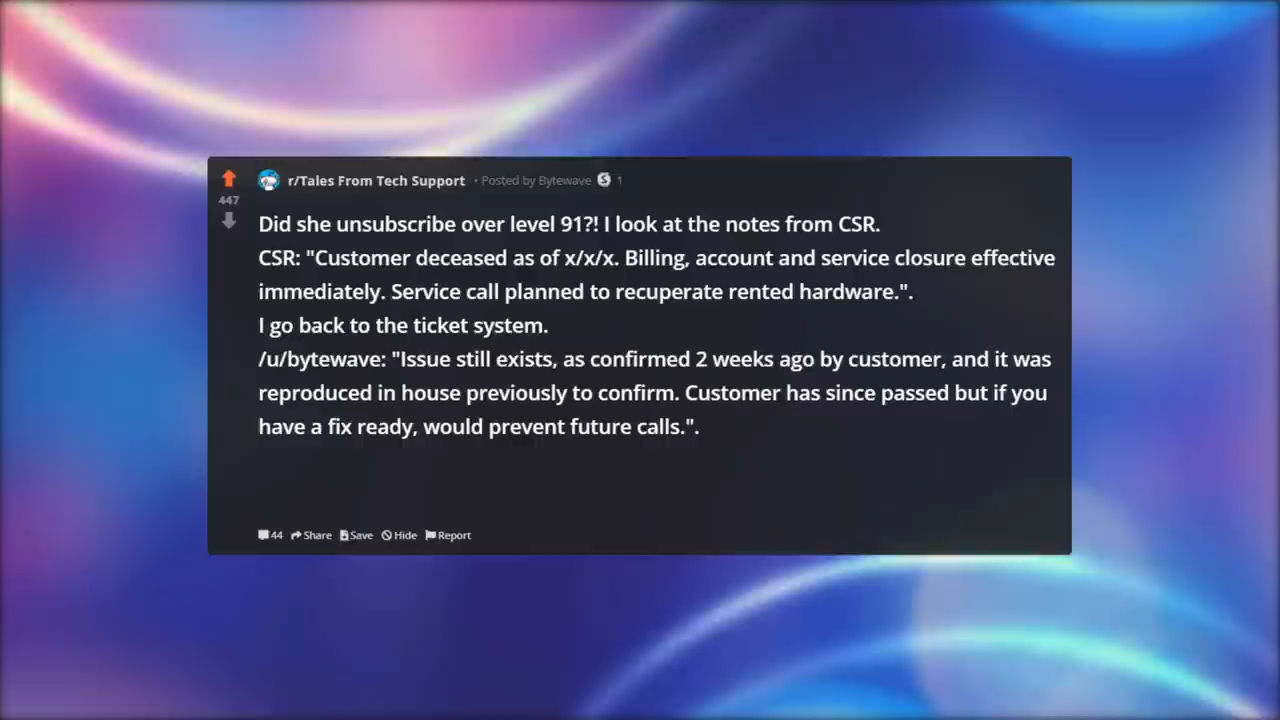 r/Tales From Tech Support • Posted by Bytewave S 1
447
Did she unsubscribe over level 91?! I look at the notes from CSR.
CSR: "Customer deceased as of x/x/x. Billing, account and service closure effective
immediately. Service call planned to recuperate rented hardware.".
I go back to the ticket system.
/u/bytewave: "Issue still exists, as confirmed 2 weeks ago by customer, and it was
reproduced in house previously to confirm. Customer has since passed but if you
have a fix ready, would prevent future calls.".
44 Share Save Hide Report